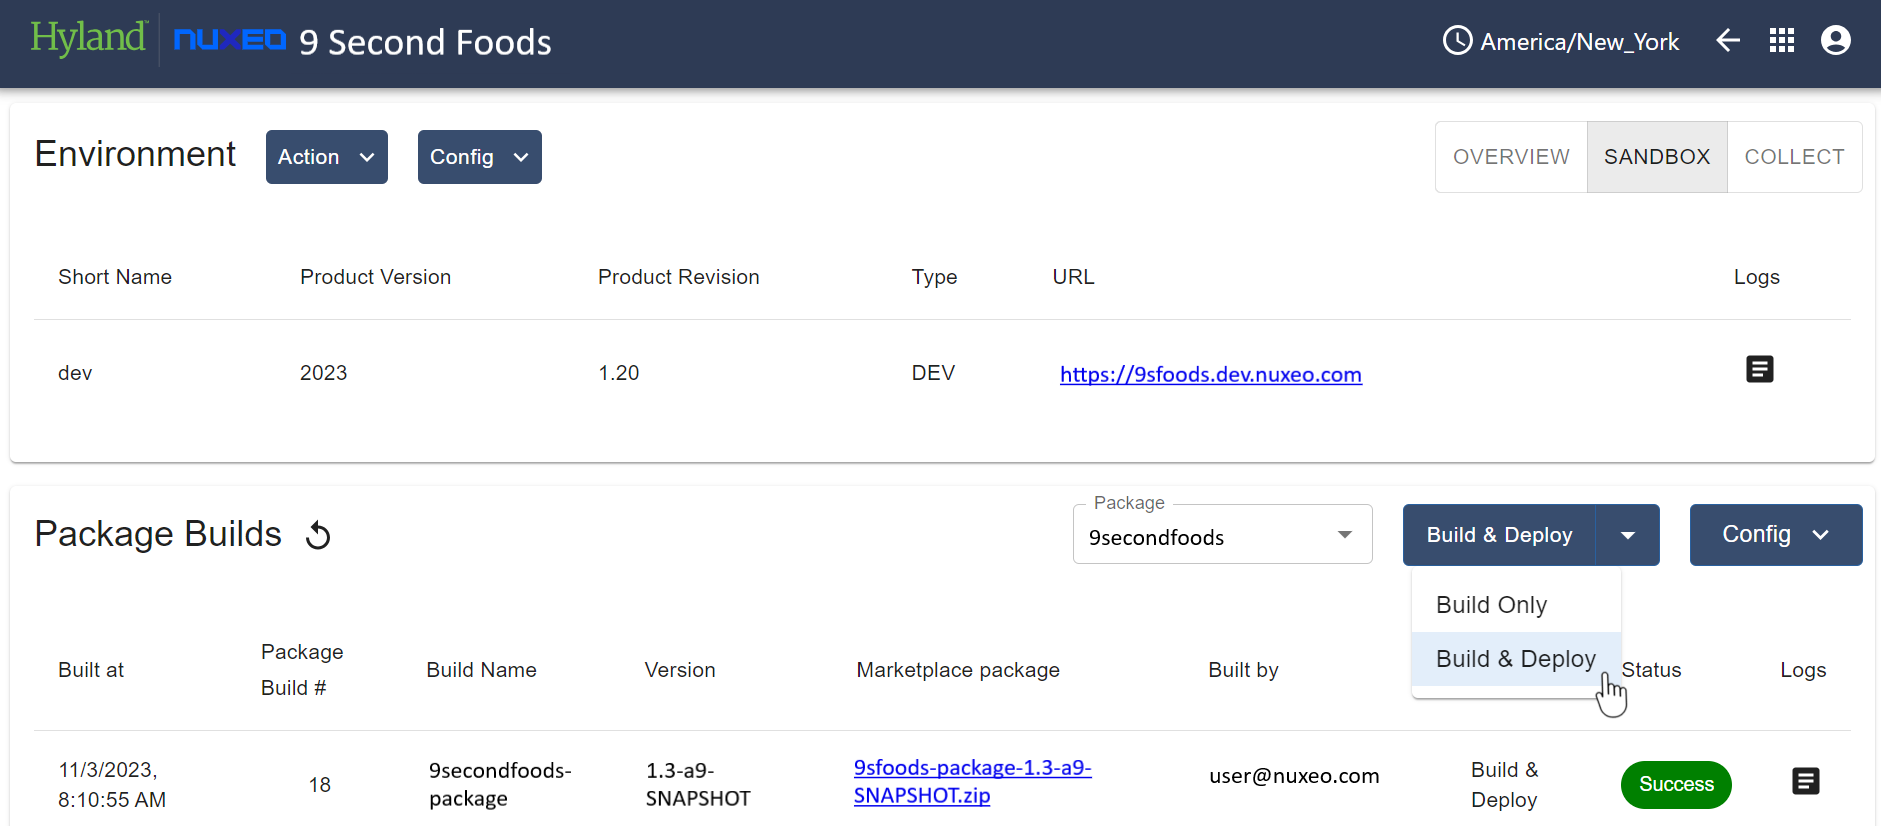 Hyland™ nuxeo 9 Second Foods America/New_York
Environment Action Config OVERVIEW SANDBOX COLLECT
Short Name Product Version Product Revision Type URL Logs
dev 2023 1.20 DEV https://9sfoods.dev.nuxeo.com
Package
Package Builds 9secondfoods Build & Deploy Config
Build Only
Build & Deploy
Built at Package Build # Build Name Version Marketplace package Built by Status Logs
11/3/2023, 8:10:55 AM 18 9secondfoods-package 1.3-a9-SNAPSHOT 9sfoods-package-1.3-a9-SNAPSHOT.zip user@nuxeo.com Build & Deploy Success